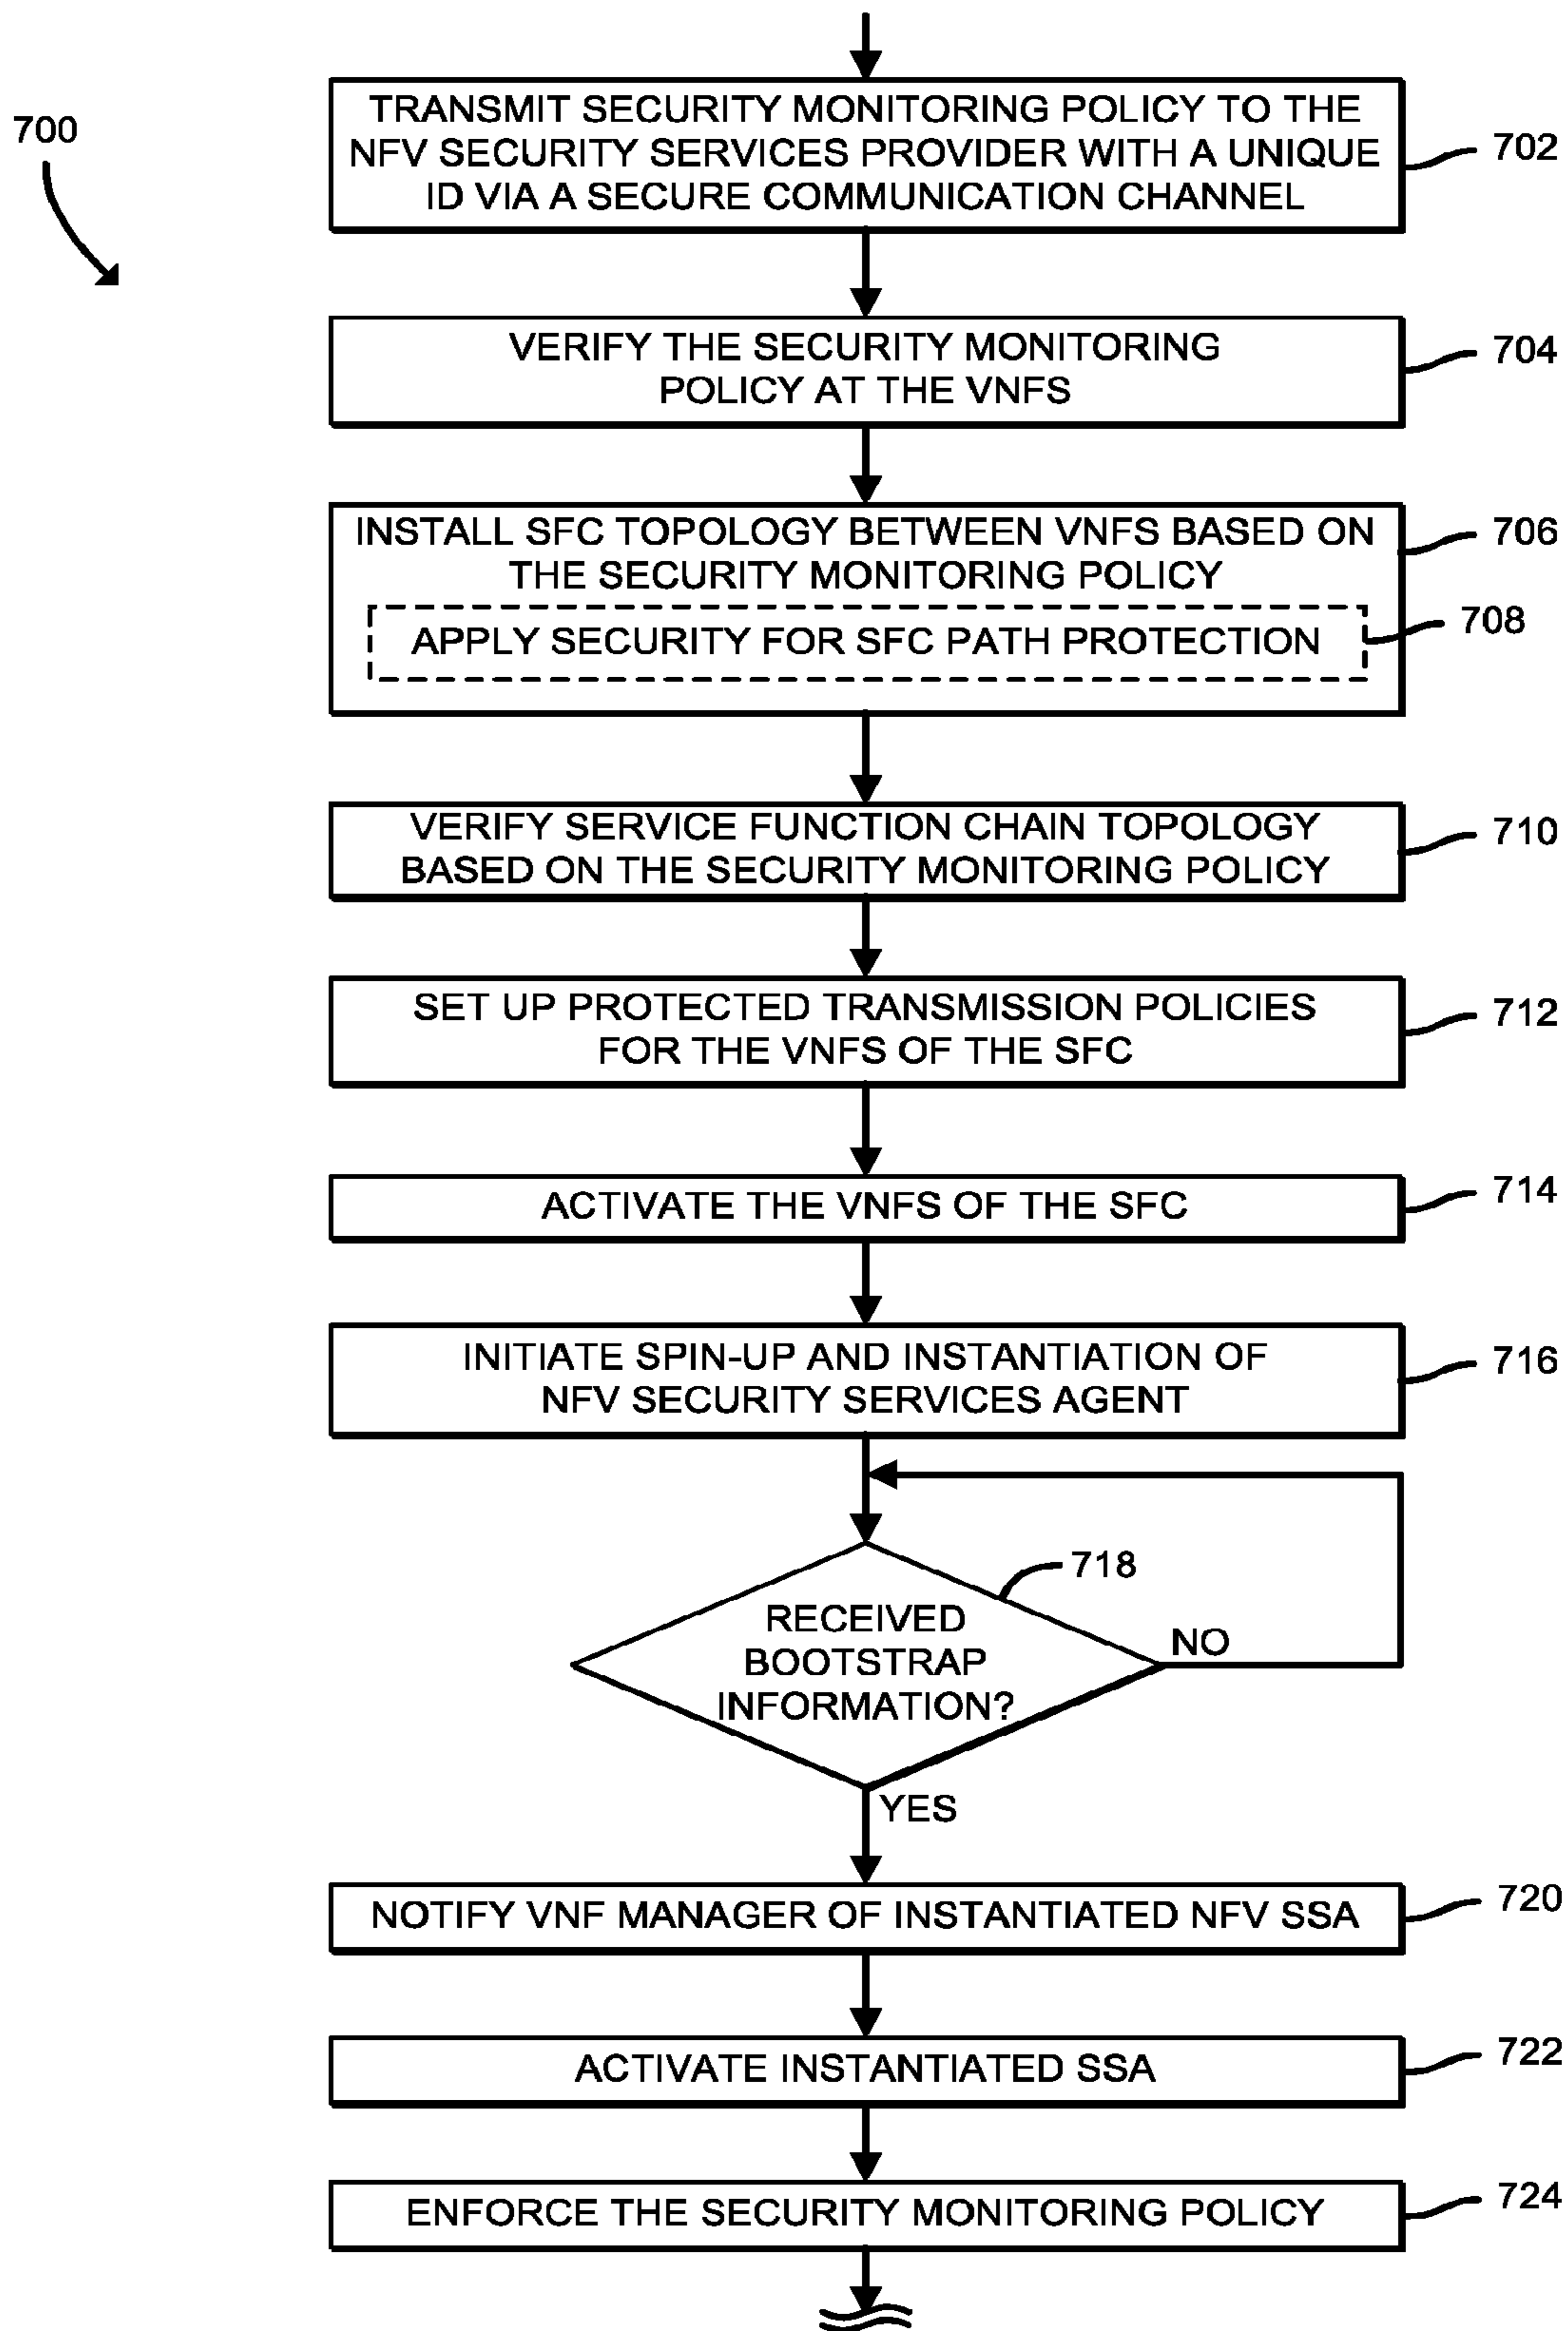 700
TRANSMIT SECURITY MONITORING POLICY TO THE
NFV SECURITY SERVICES PROVIDER WITH A UNIQUE
ID VIA A SECURE COMMUNICATION CHANNEL
702
VERIFY THE SECURITY MONITORING
POLICY AT THE VNFS
704
INSTALL SFC TOPOLOGY BETWEEN VNFS BASED ON
THE SECURITY MONITORING POLICY
706
APPLY SECURITY FOR SFC PATH PROTECTION
708
VERIFY SERVICE FUNCTION CHAIN TOPOLOGY
BASED ON THE SECURITY MONITORING POLICY
710
SET UP PROTECTED TRANSMISSION POLICIES
FOR THE VNFS OF THE SFC
712
ACTIVATE THE VNFS OF THE SFC
714
INITIATE SPIN-UP AND INSTANTIATION OF
NFV SECURITY SERVICES AGENT
716
718
RECEIVED
BOOTSTRAP
INFORMATION?
NO
YES
NOTIFY VNF MANAGER OF INSTANTIATED NFV SSA
720
ACTIVATE INSTANTIATED SSA
722
ENFORCE THE SECURITY MONITORING POLICY
724